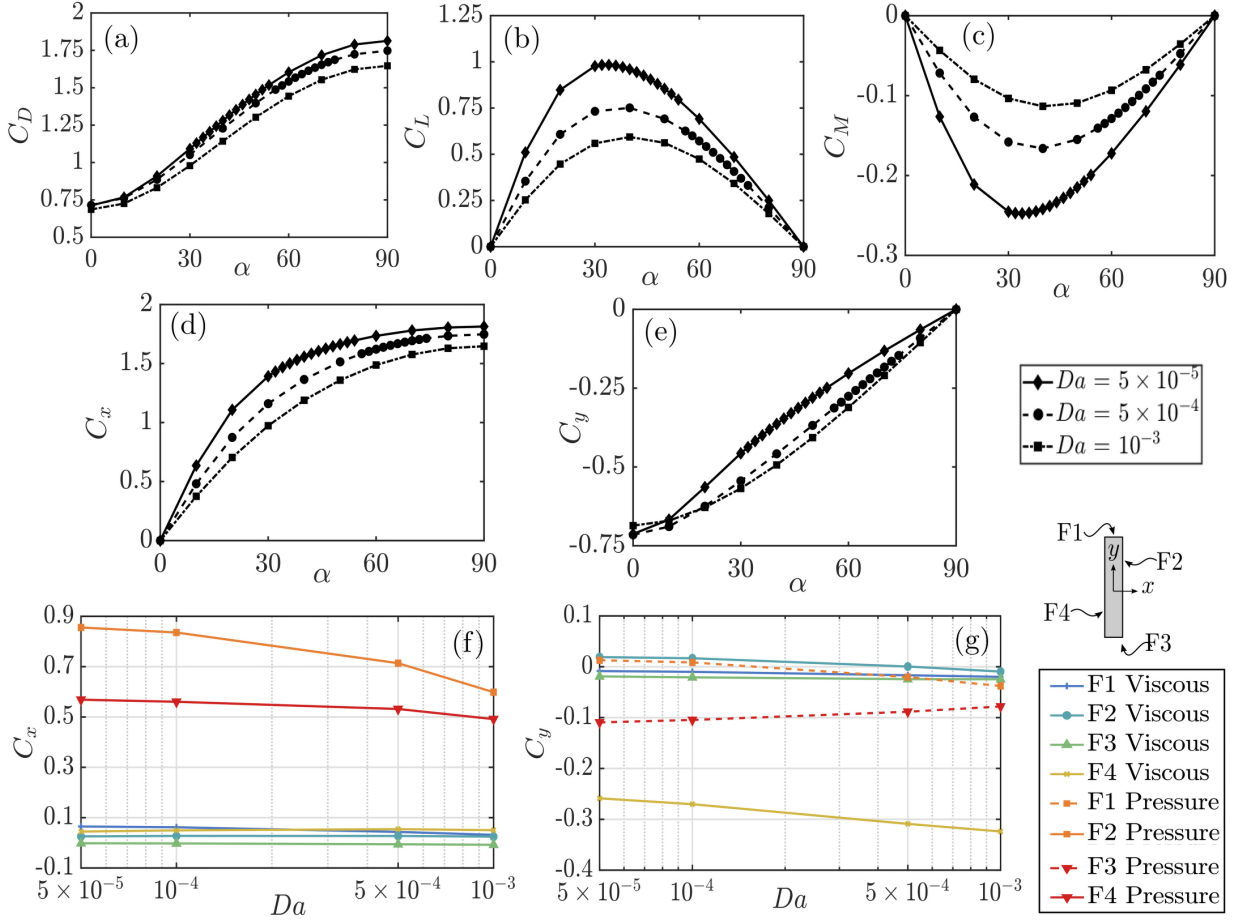 (a)
C_D
2
1.75
1.5
1.25
1
0.75
0.5
0
30
60
90
α
(b)
C_L
1.25
1
0.75
0.5
0.25
0
0
30
60
90
α
(c)
C_M
0
-0.1
-0.2
-0.3
0
30
60
90
α
(d)
C_x
2
1.5
1
0.5
0
0
30
60
90
α
(e)
C_y
0
-0.25
-0.5
-0.75
0
30
60
90
α
Da = 5 × 10^{-5}
Da = 5 × 10^{-4}
Da = 10^{-3}
F1
y
F2
x
F4
F3
(f)
C_x
0.9
0.7
0.5
0.3
0.1
-0.1
5 × 10^{-5}
10^{-4}
5 × 10^{-4}
10^{-3}
Da
(g)
C_y
0.1
0
-0.1
-0.2
-0.3
-0.4
5 × 10^{-5}
10^{-4}
5 × 10^{-4}
10^{-3}
Da
F1 Viscous
F2 Viscous
F3 Viscous
F4 Viscous
F1 Pressure
F2 Pressure
F3 Pressure
F4 Pressure